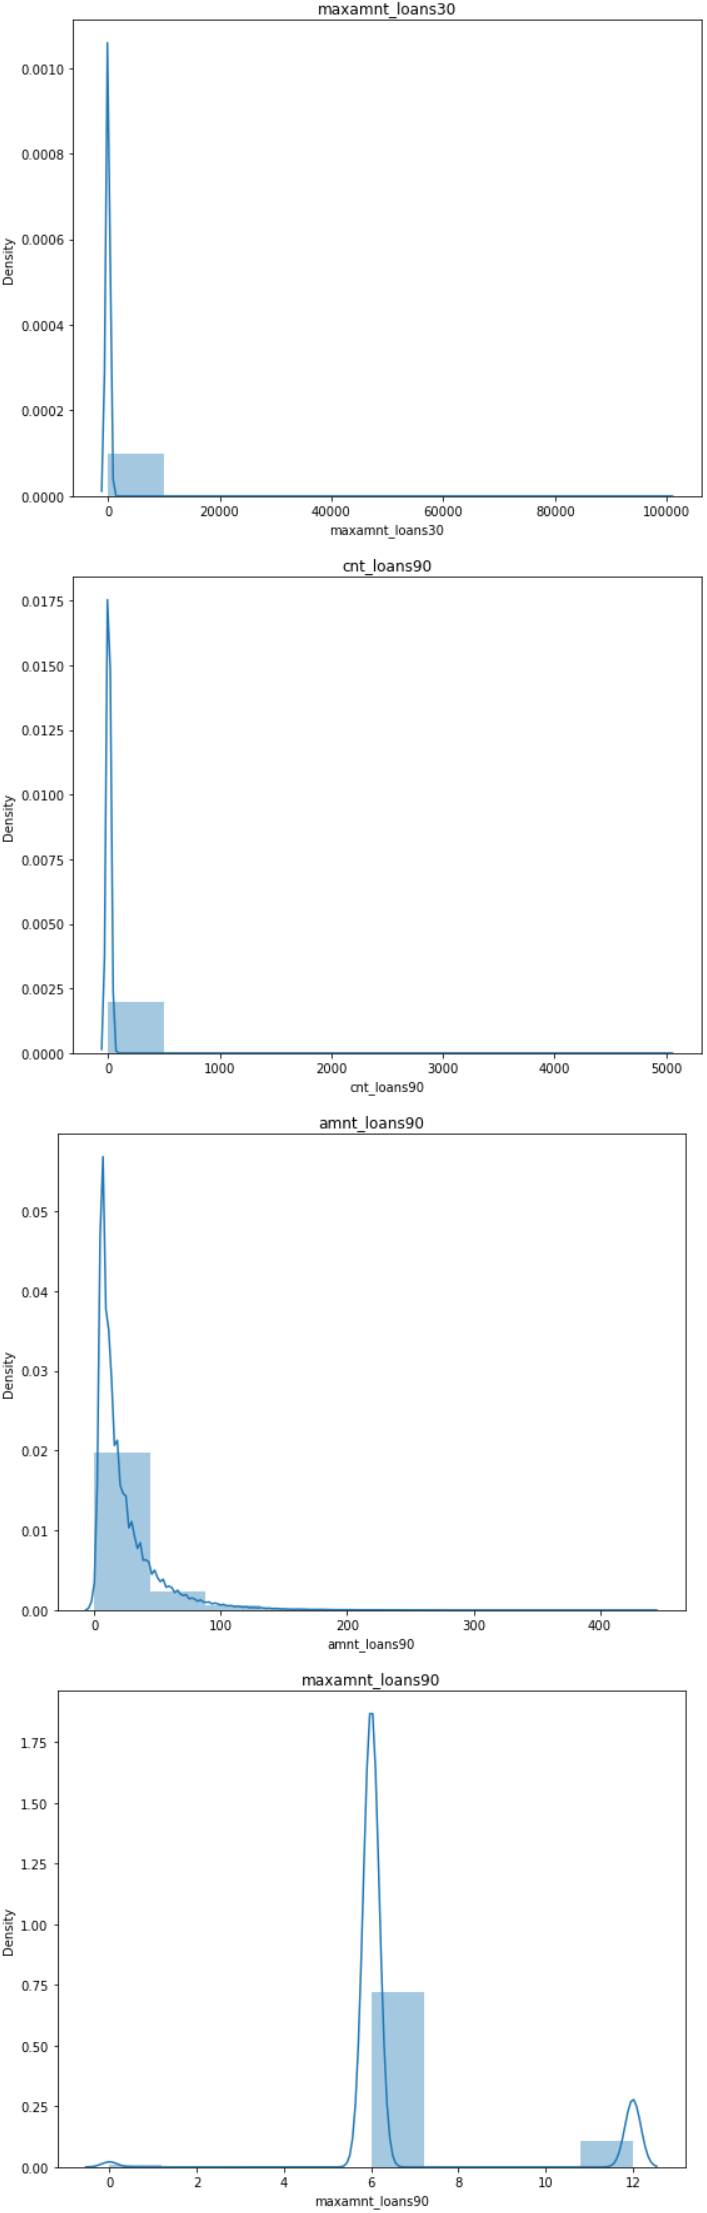 maxamnt_loans30
0.0010
0.0008
0.0006
0.0004
0.0002
0.0000
Density
0 20000 40000 60000 80000 100000
maxamnt_loans30
cnt_loans90
0.0175
0.0150
0.0125
0.0100
0.0075
0.0050
0.0025
0.0000
Density
0 1000 2000 3000 4000 5000
cnt_loans90
amnt_loans90
0.05
0.04
0.03
0.02
0.01
0.00
Density
0 100 200 300 400
amnt_loans90
maxamnt_loans90
1.75
1.50
1.25
1.00
0.75
0.50
0.25
0.00
Density
0 2 4 6 8 10 12
maxamnt_loans90